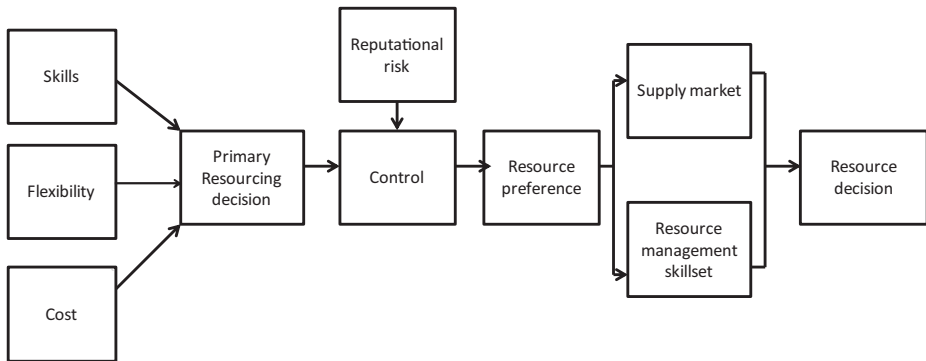 Skills
Flexibility
Cost
Primary
Resourcing
decision
Reputational
risk
Control
Resource
preference
Supply market
Resource
management
skillset
Resource
decision